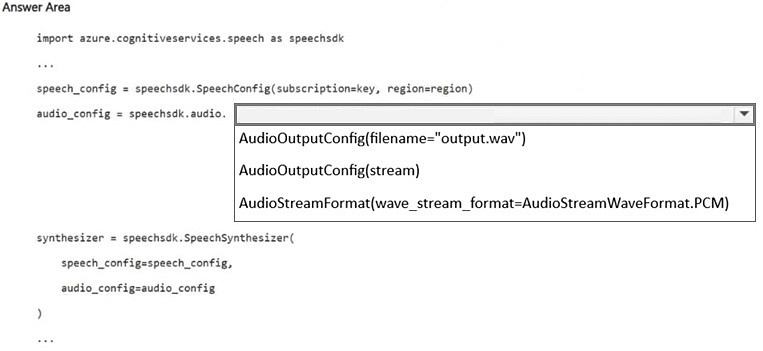 Answer Area
import azure.cognitiveservices.speech as speechsdk
...
speech_config = speechsdk.SpeechConfig(subscription=key, region=region)
audio_config = speechsdk.audio.
AudioOutputConfig(filename="output.wav")
AudioOutputConfig(stream)
AudioStreamFormat(wave_stream_format=AudioStreamWaveFormat.PCM)
synthesizer = speechsdk.SpeechSynthesizer(
speech_config=speech_config,
audio_config=audio_config
)
...